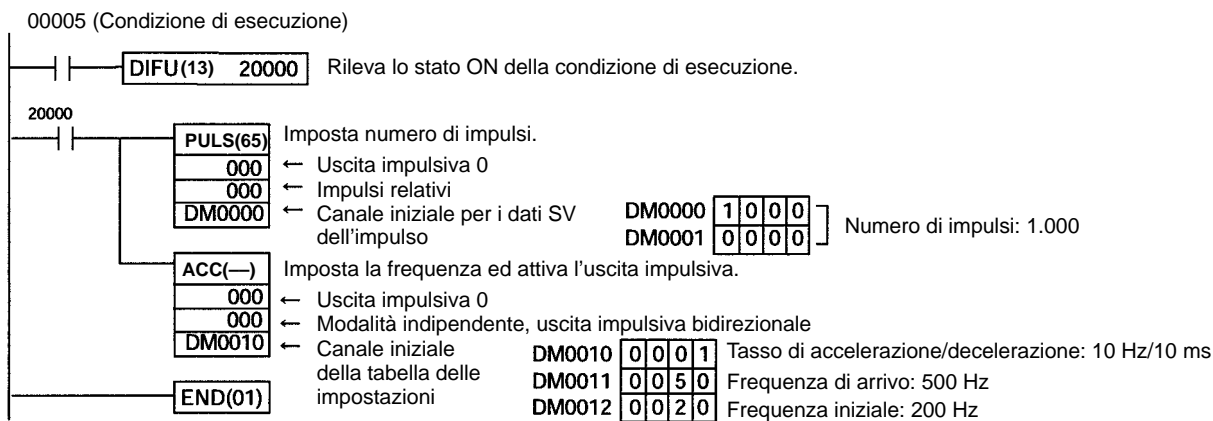 00005 (Condizione di esecuzione)
DIFU(13) 20000 Rileva lo stato ON della condizione di esecuzione.
20000
PULS(65) Imposta numero di impulsi.
000 ← Uscita impulsiva 0
000 ← Impulsi relativi
DM0000 ← Canale iniziale per i dati SV dell'impulso
DM0000 1 0 0 0
DM0001 0 0 0 0
Numero di impulsi: 1.000
ACC(—) Imposta la frequenza ed attiva l'uscita impulsiva.
000 ← Uscita impulsiva 0
000 ← Modalità indipendente, uscita impulsiva bidirezionale
DM0010 ← Canale iniziale
della tabella delle
impostazioni
DM0010 0 0 0 1 Tasso di accelerazione/decelerazione: 10 Hz/10 ms
DM0011 0 0 5 0 Frequenza di arrivo: 500 Hz
DM0012 0 0 2 0 Frequenza iniziale: 200 Hz
END(01)